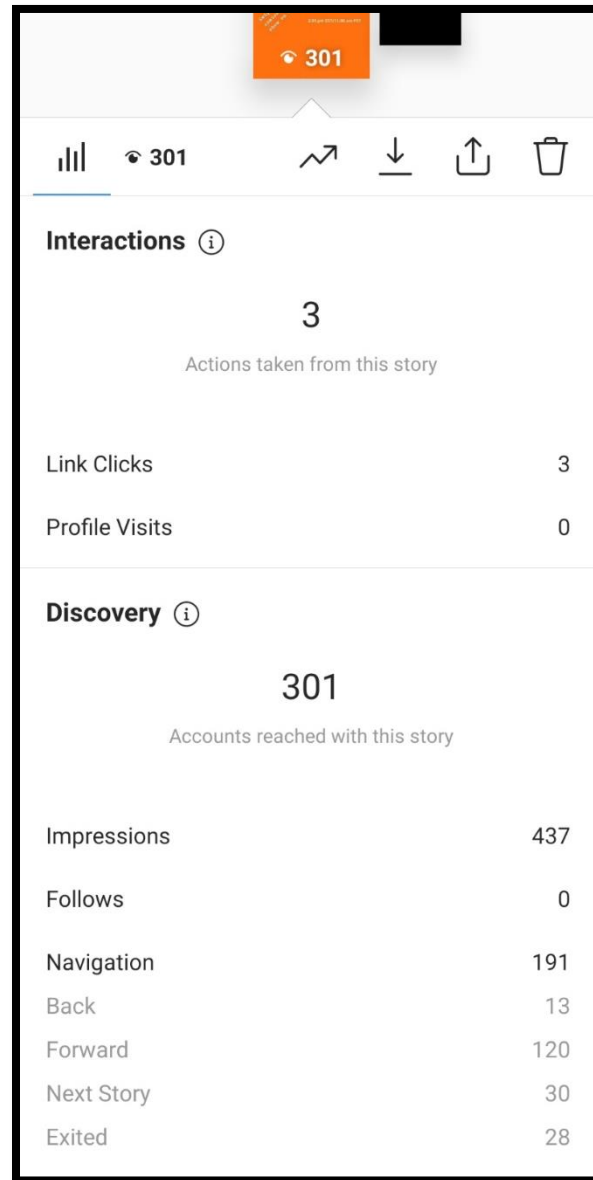 301
301
Interactions
3
Actions taken from this story
Link Clicks 3
Profile Visits 0
Discovery
301
Accounts reached with this story
Impressions 437
Follows 0
Navigation 191
Back 13
Forward 120
Next Story 30
Exited 28